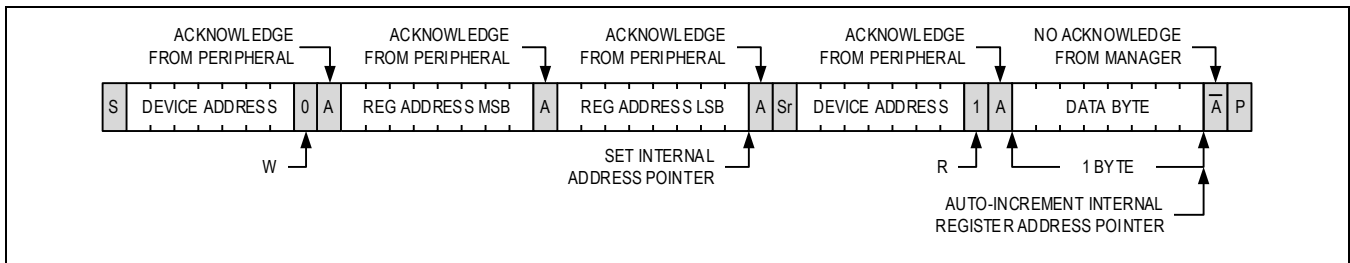 ACKNOWLEDGE
FROM PERIPHERAL
ACKNOWLEDGE
FROM PERIPHERAL
ACKNOWLEDGE
FROM PERIPHERAL
ACKNOWLEDGE
FROM PERIPHERAL
NO ACKNOWLEDGE
FROM MANAGER
S DEVICE ADDRESS 0 A REG ADDRESS MSB A REG ADDRESS LSB A Sr DEVICE ADDRESS 1 A DATA BYTE A̅ P
W
SET INTERNAL
ADDRESS POINTER
R
1 BYTE
AUTO-INCREMENT INTERNAL
REGISTER ADDRESS POINTER